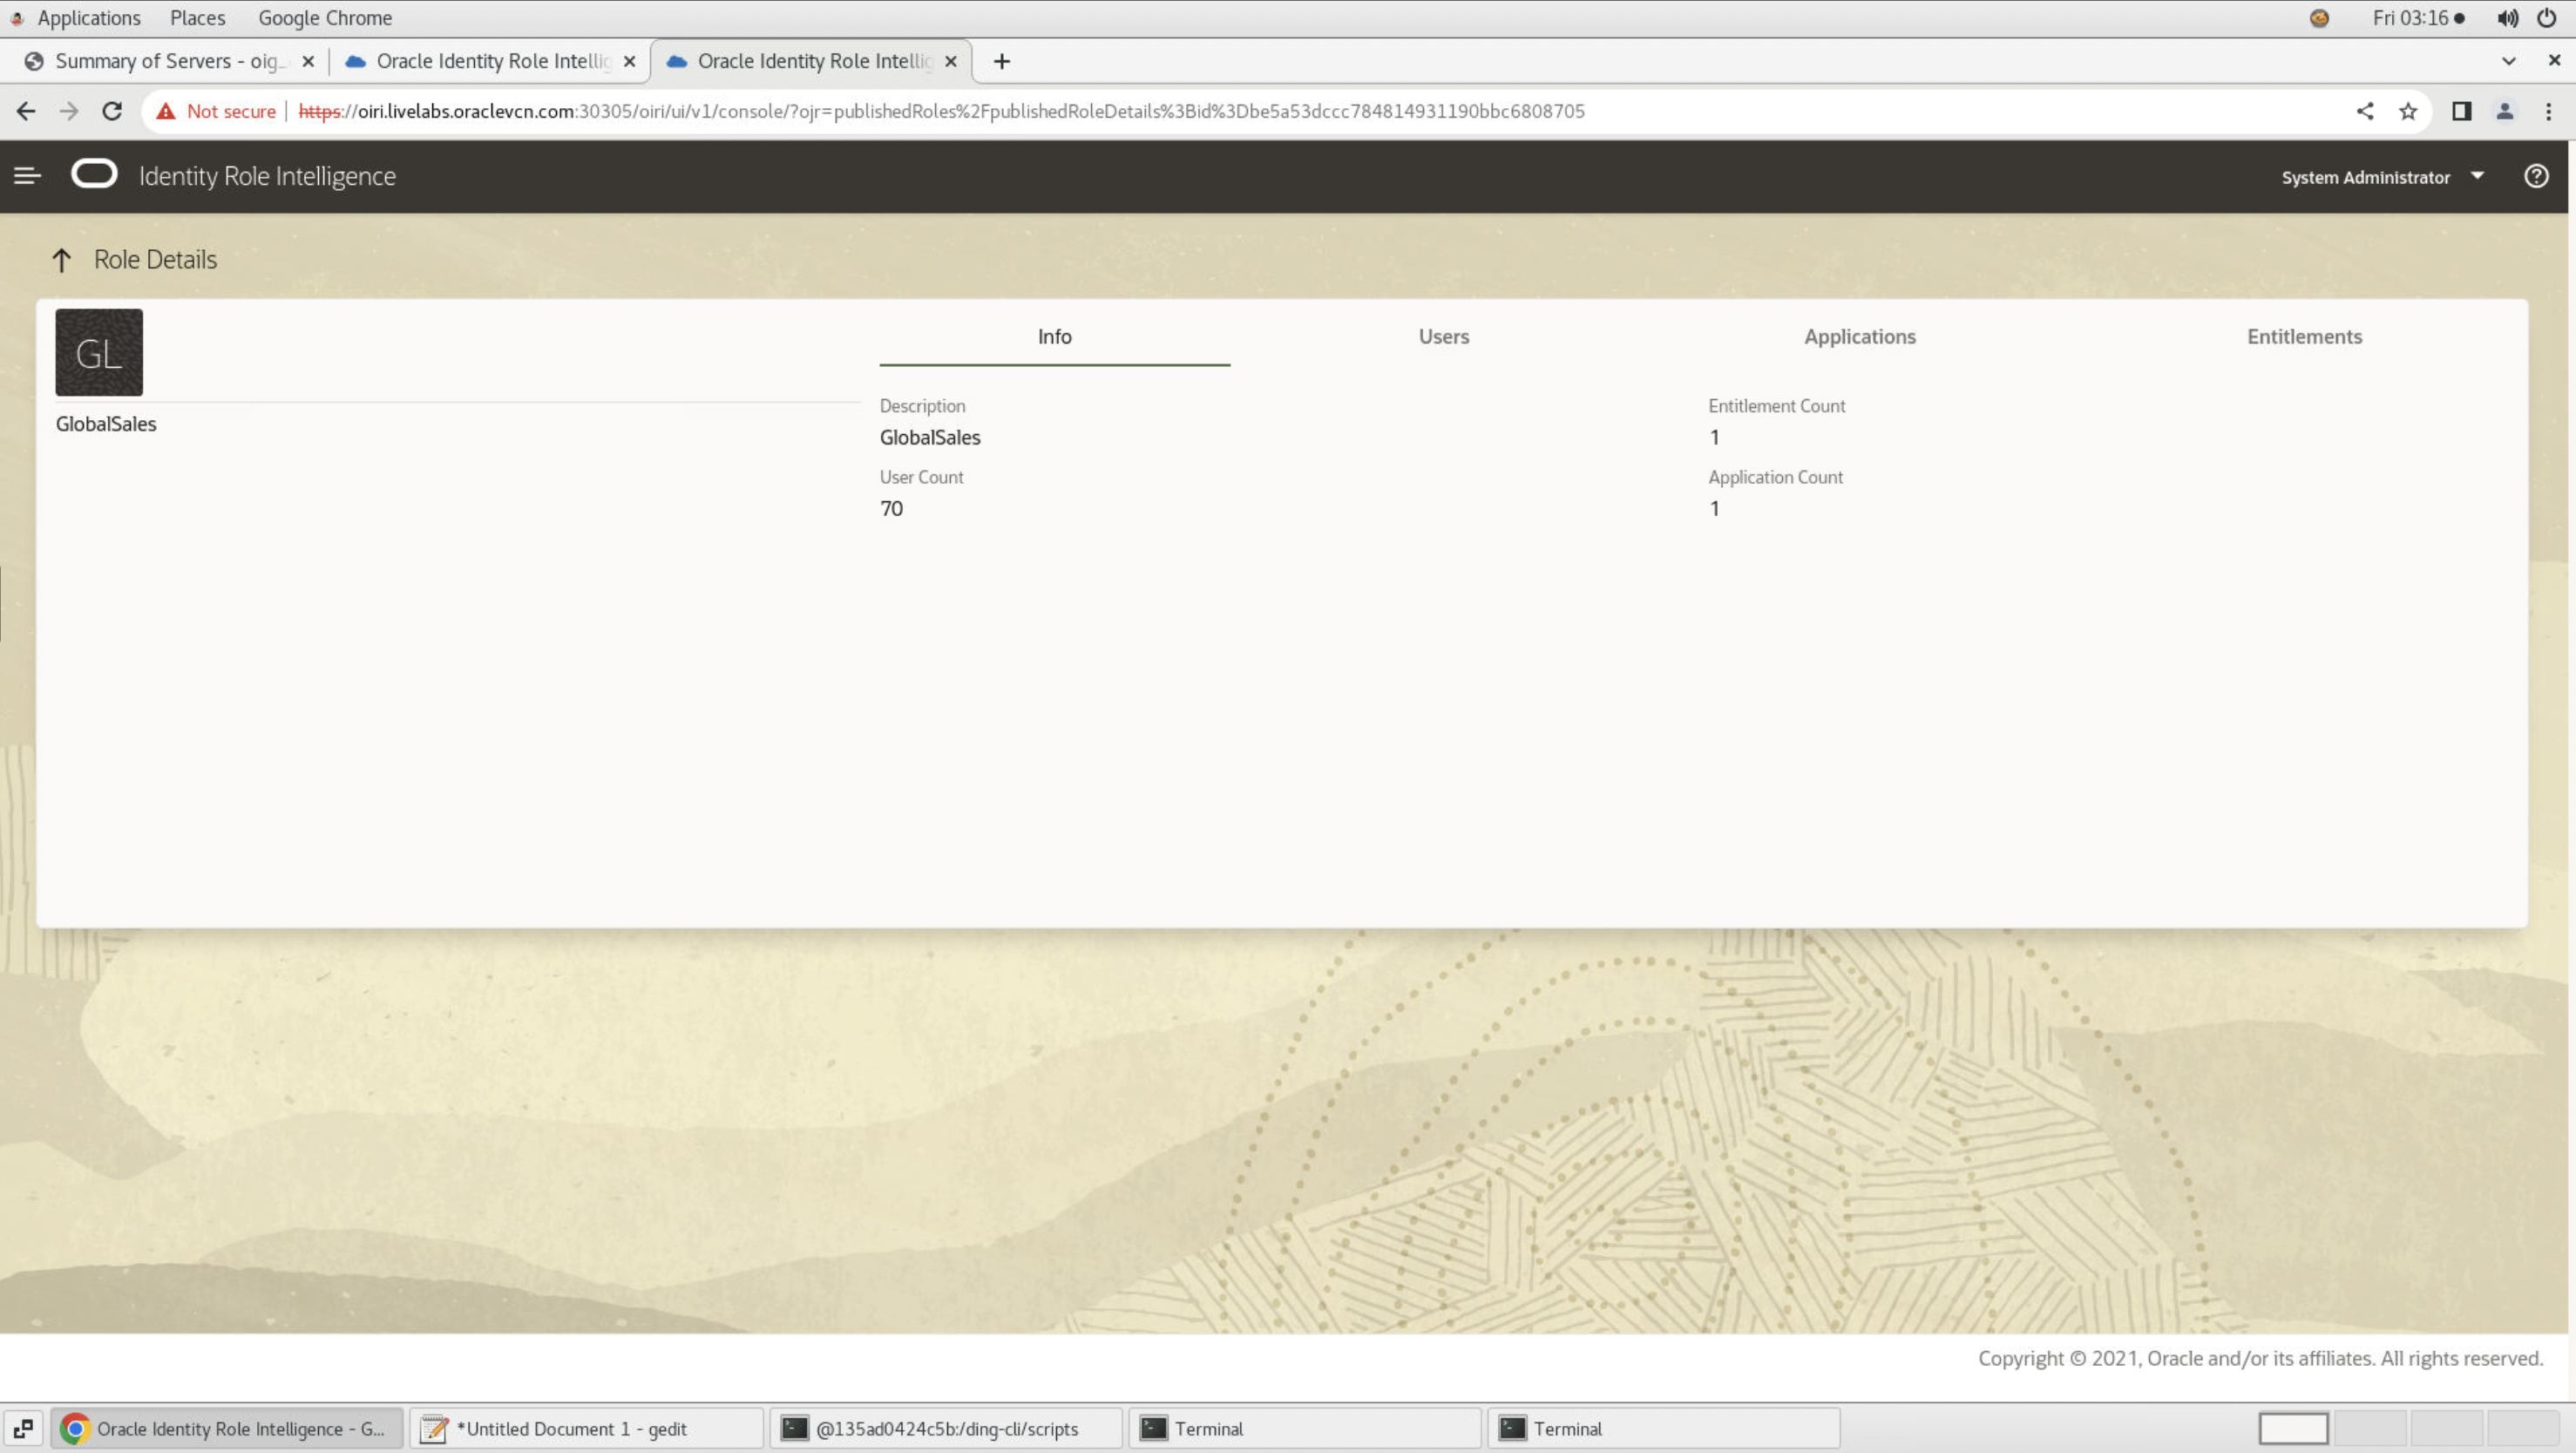 Applications Places Google Chrome Fri 03:16
Summary of Servers - oig_ Oracle Identity Role Intellig Oracle Identity Role Intellig
Not secure https://oiri.livelabs.oraclevcn.com:30305/oiri/ui/v1/console/?ojr=publishedRoles%2FpublishedRoleDetails%3Bid%3Dbe5a53dccc784814931190bbc6808705
Identity Role Intelligence System Administrator
Role Details
GL
GlobalSales
Info Users Applications Entitlements
Description Entitlement Count
GlobalSales 1
User Count Application Count
70 1
Copyright © 2021, Oracle and/or its affiliates. All rights reserved.
Oracle Identity Role Intelligence - G... *Untitled Document 1 - gedit @135ad0424c5b:/ding-cli/scripts Terminal Terminal